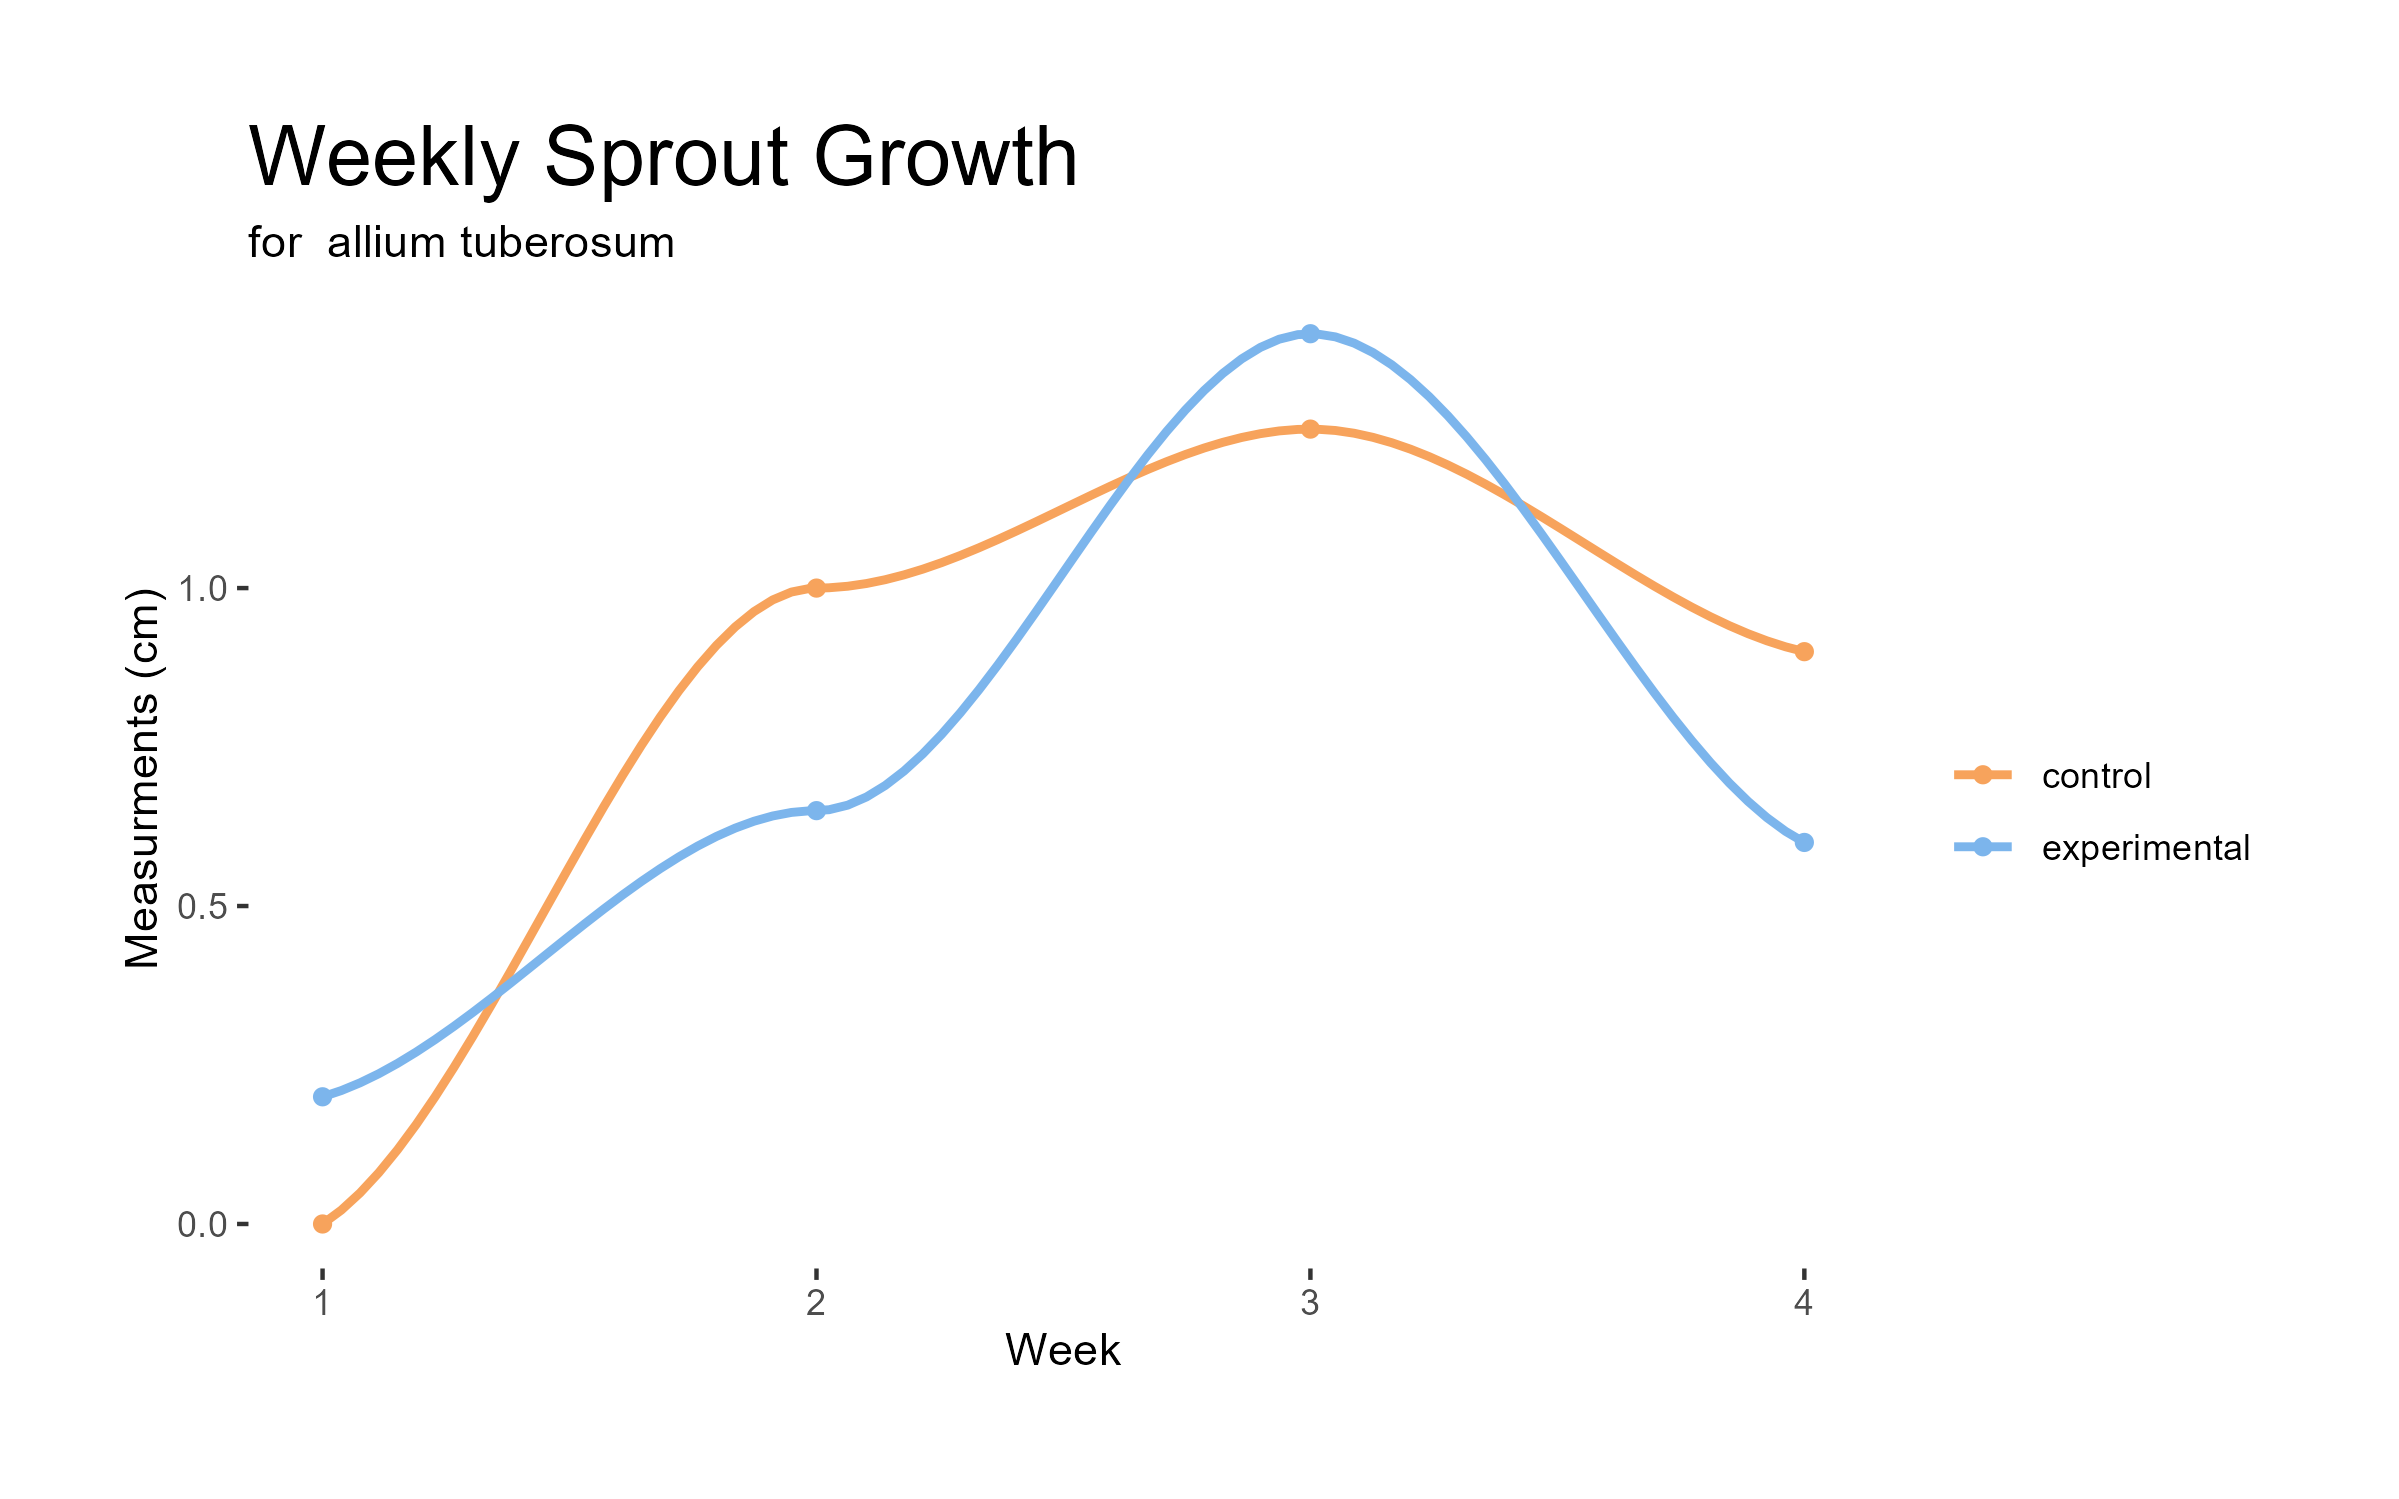 Weekly Sprout Growth
for  allium tuberosum
Measurments (cm)
1.0
0.5
0.0
1
2
3
4
Week
control
experimental